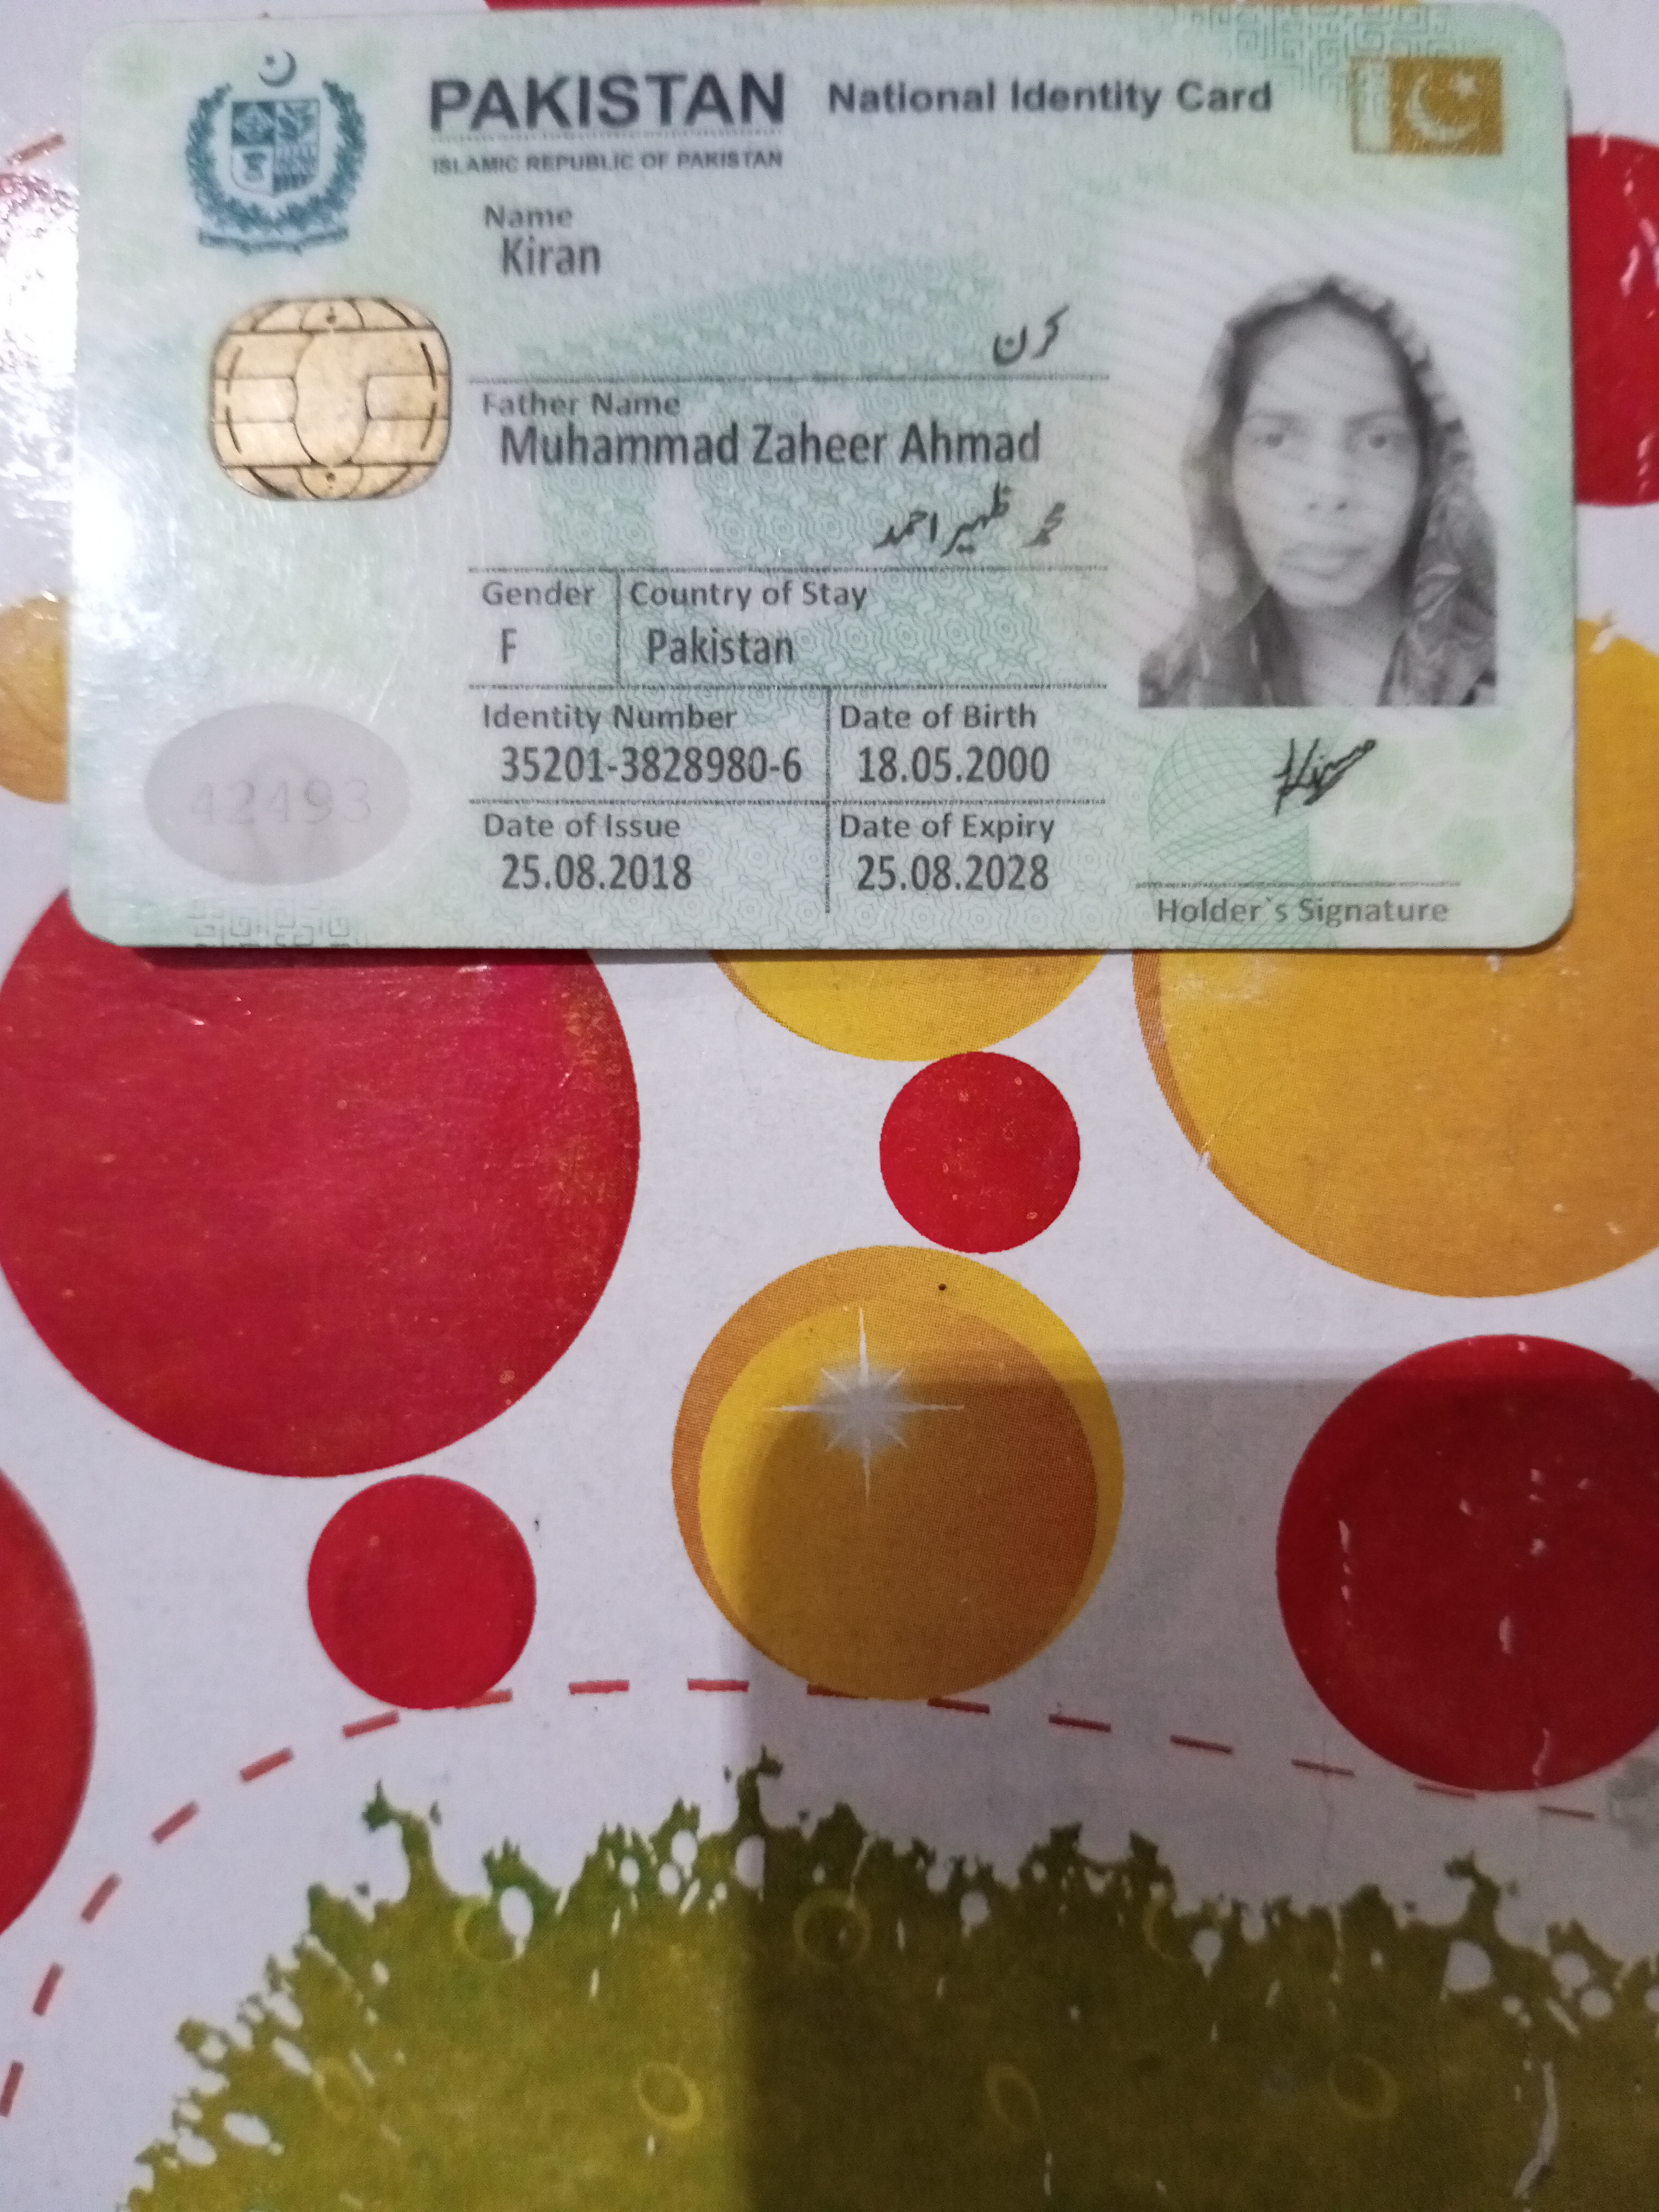 PAKISTAN National Identity Card
ISLAMIC REPUBLIC OF PAKISTAN
Name
Kiran
کرن
Father Name
Muhammad Zaheer Ahmad
محمد ظہیر احمد
Gender Country of Stay
F Pakistan
Identity Number Date of Birth
35201-3828980-6 18.05.2000
42493
Date of Issue Date of Expiry
25.08.2018 25.08.2028
Holder`s Signature